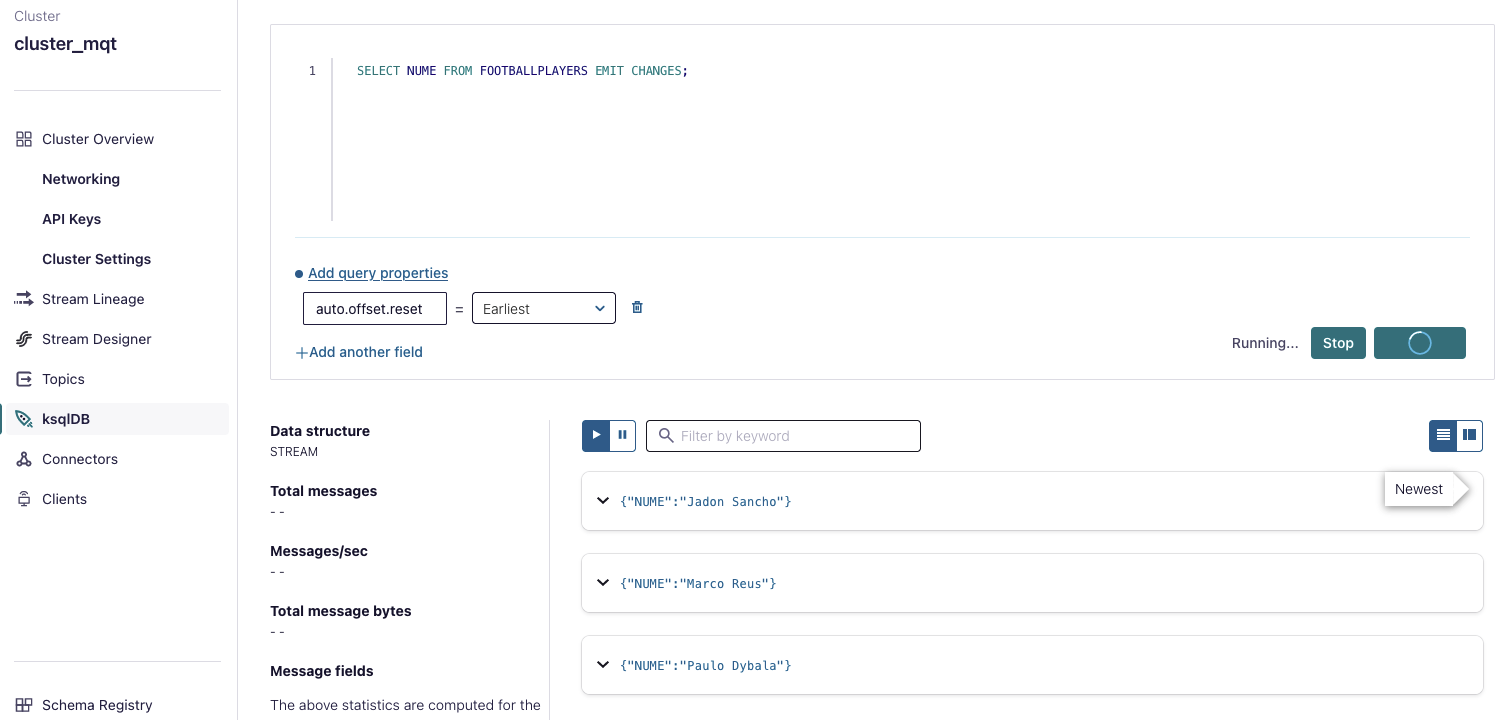 Cluster
cluster_mqt
Cluster Overview
Networking
API Keys
Cluster Settings
Stream Lineage
Stream Designer
Topics
ksqlDB
Connectors
Clients
Schema Registry
1 SELECT NUME FROM FOOTBALLPLAYERS EMIT CHANGES;
Add query properties
auto.offset.reset = Earliest
+Add another field
Running... Stop
Data structure
STREAM
Total messages
- -
Messages/sec
- -
Total message bytes
- -
Message fields
The above statistics are computed for the
Filter by keyword
Newest
{"NUME":"Jadon Sancho"}
{"NUME":"Marco Reus"}
{"NUME":"Paulo Dybala"}